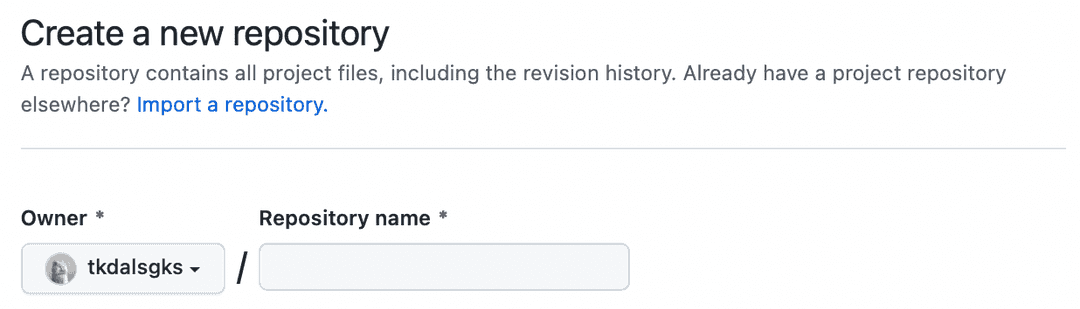 Create a new repository
A repository contains all project files, including the revision history. Already have a project repository
elsewhere? Import a repository.
Owner * Repository name *
tkdalsgks /